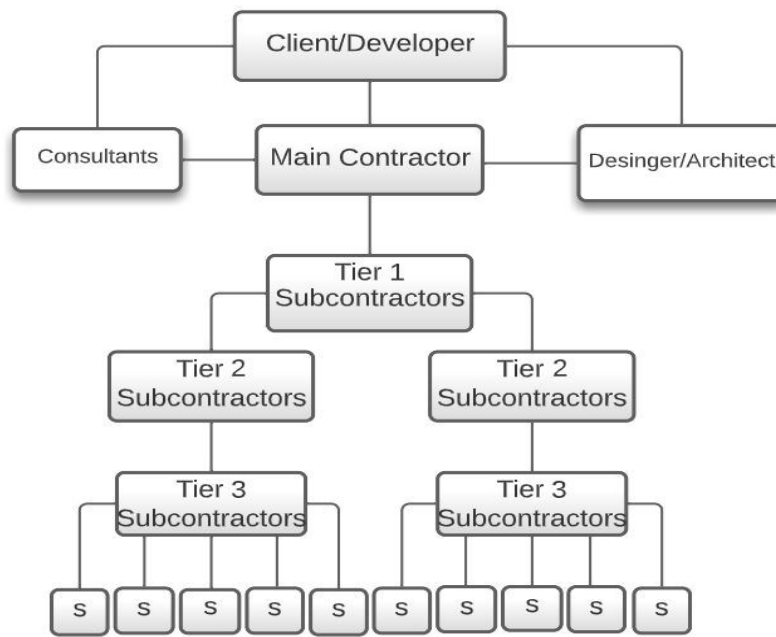 Client/Developer
Consultants
Main Contractor
Desinger/Architect
Tier 1
Subcontractors
Tier 2
Subcontractors
Tier 2
Subcontractors
Tier 3
Subcontractors
Tier 3
Subcontractors
S
S
S
S
S
S
S
S
S
S